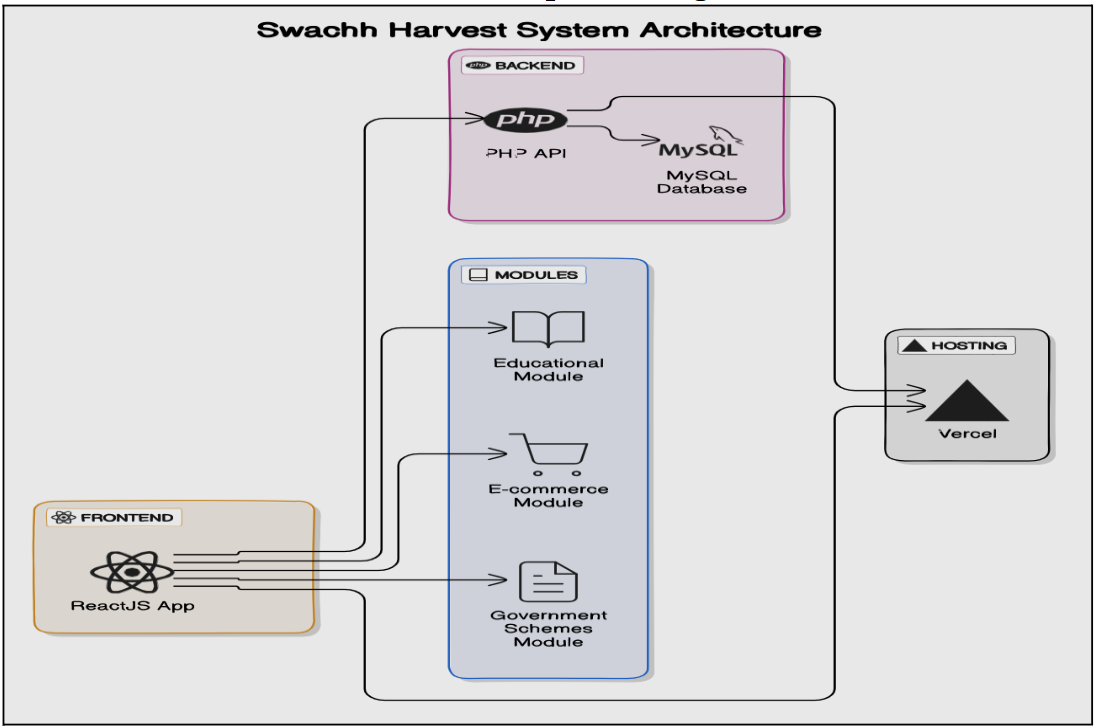 Swachh Harvest System Architecture
php BACKEND
php
PHP API
MySQL
MySQL
Database
MODULES
Educational
Module
HOSTING
Vercel
E-commerce
Module
FRONTEND
ReactJS App
Government
Schemes
Module